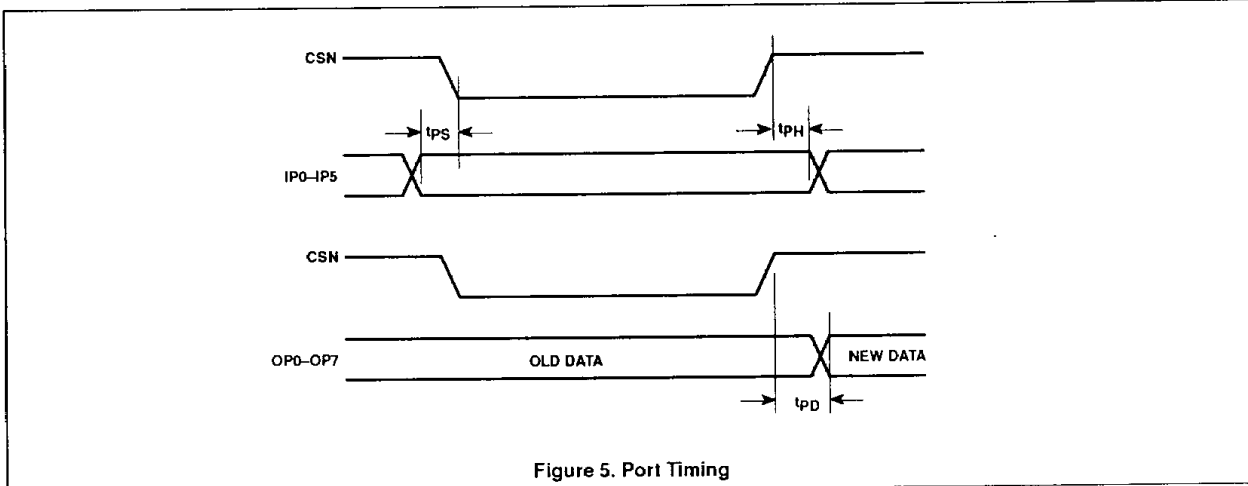 CSN
tPS
tPH
IP0–IP5
CSN
OP0–OP7
OLD DATA
NEW DATA
tPD
Figure 5. Port Timing